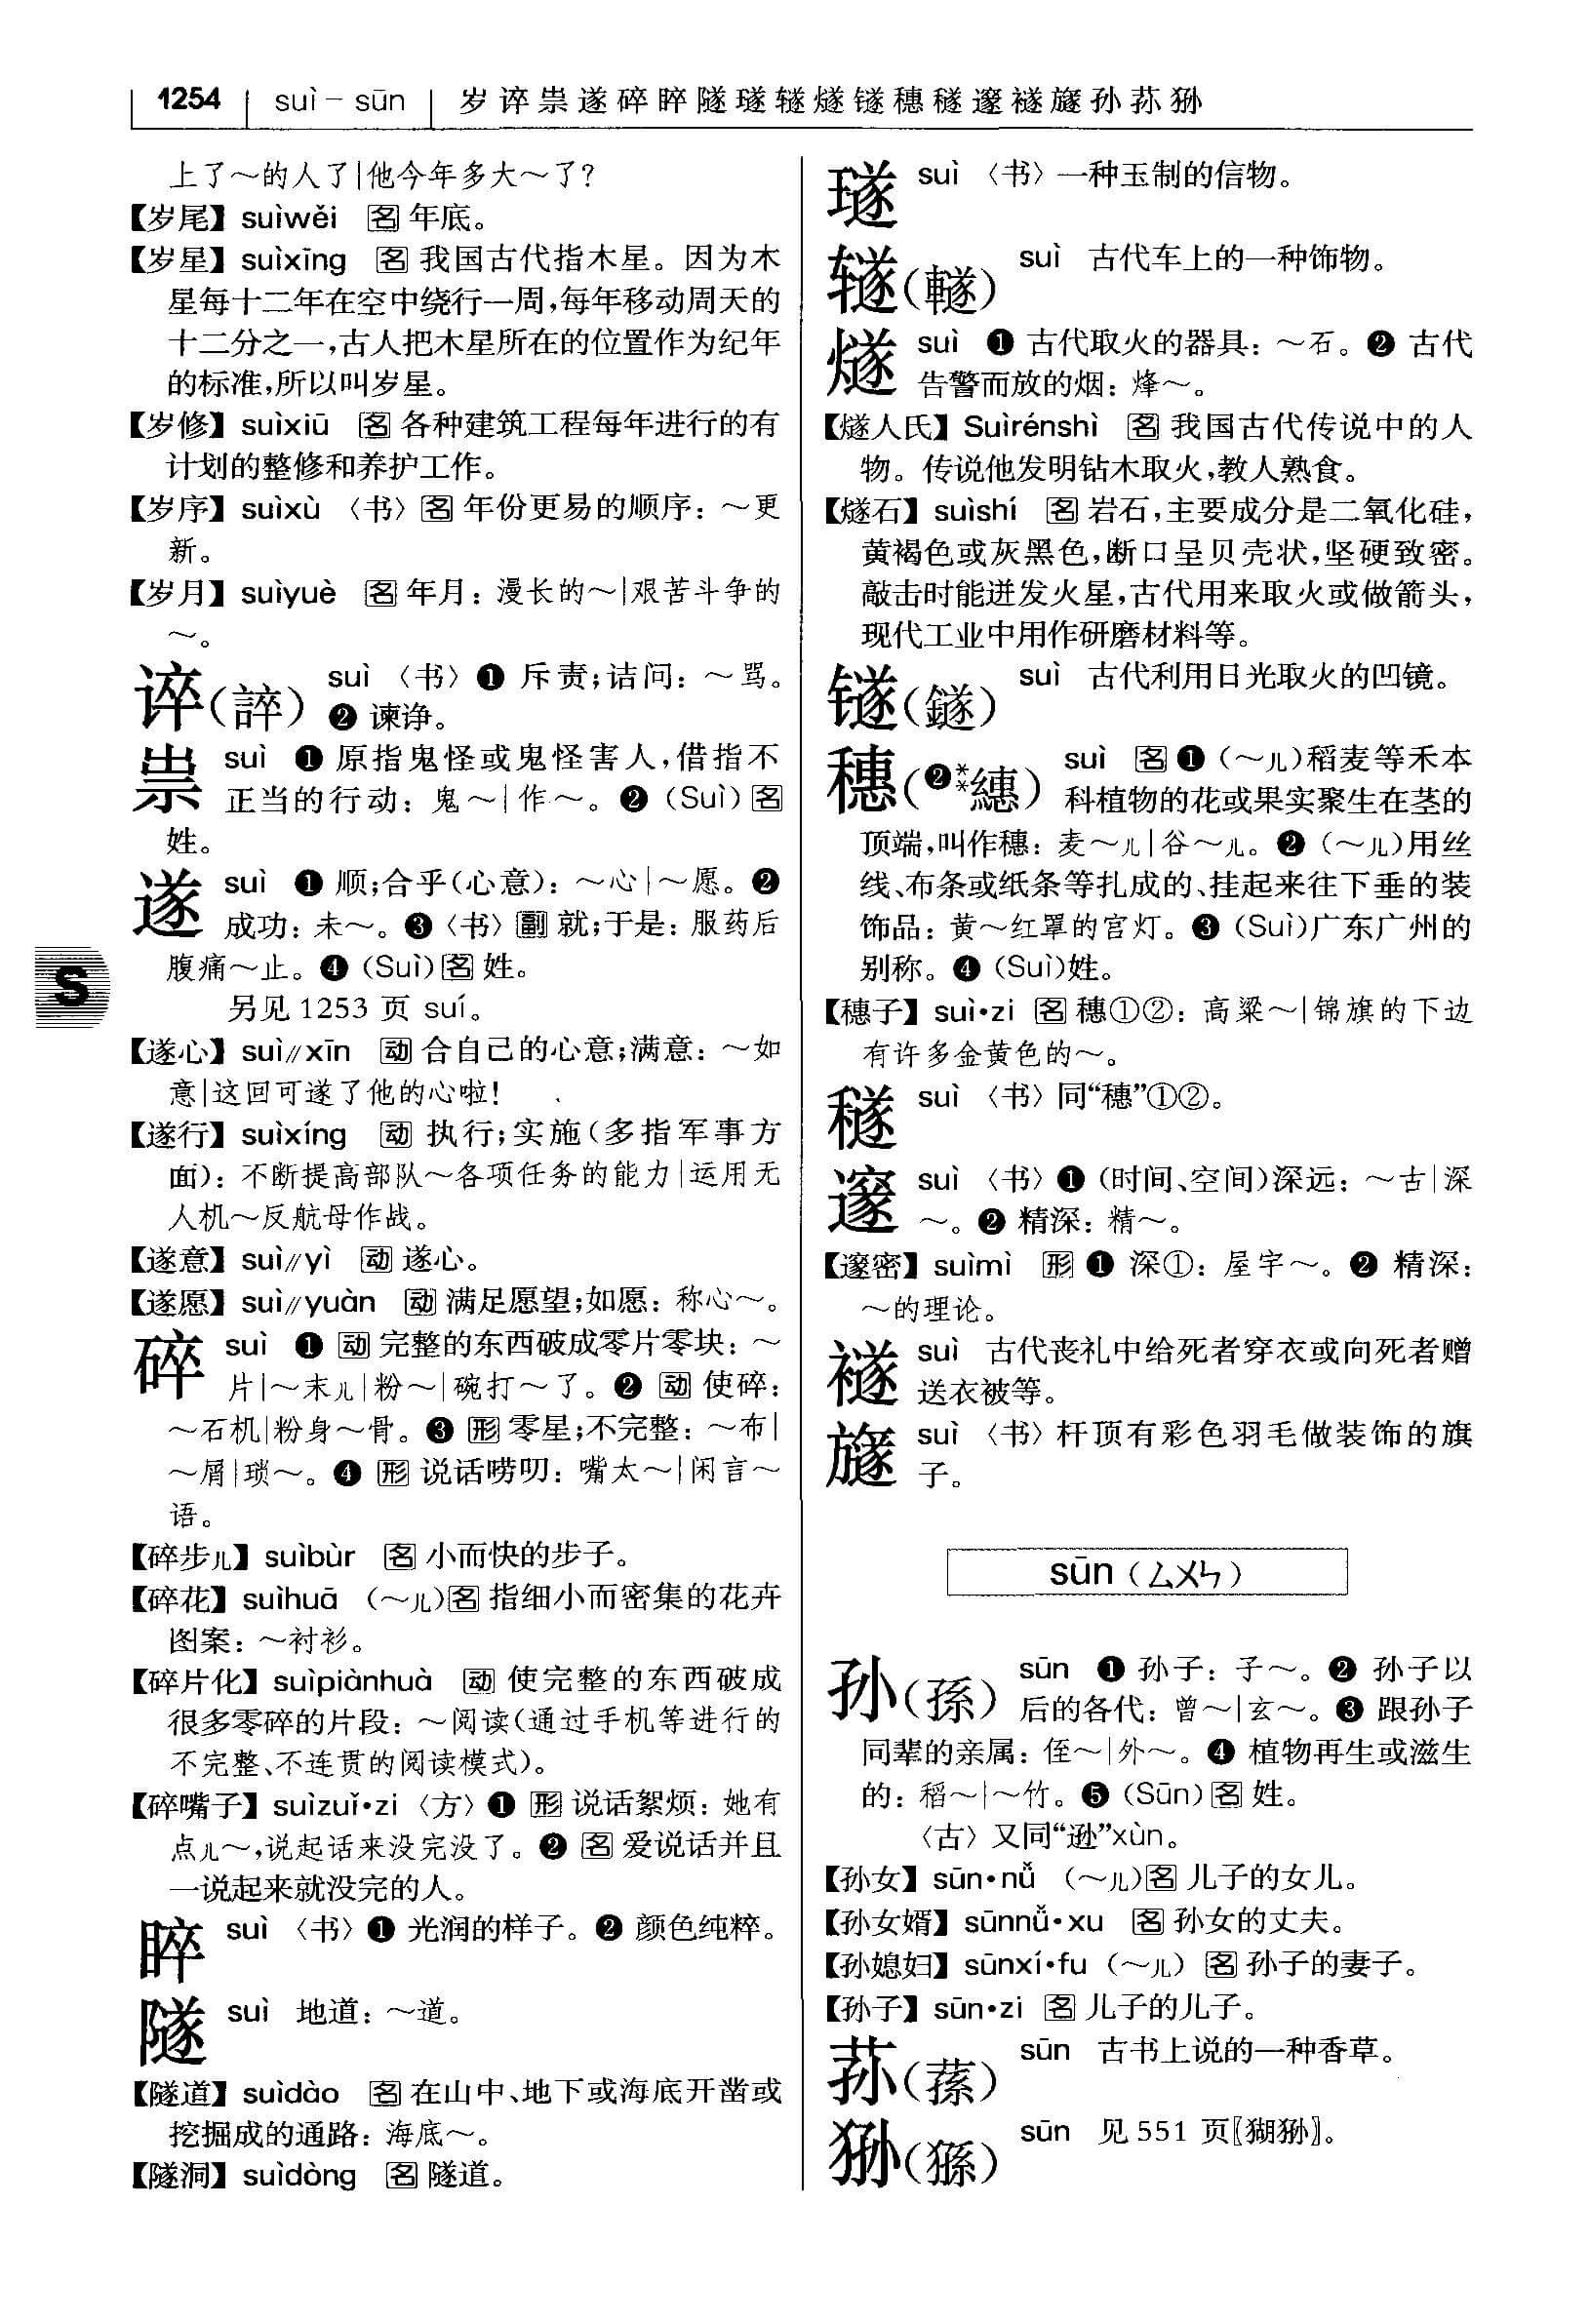 1254 suì－sūn 岁谇祟遂碎晬隧璲䍁燧镃穗穟邃禭旞孙荪狲
上了～的人了|他今年多大～了？
【岁尾】suìwěi 名 年底。
【岁星】suìxīng 名 我国古代指木星。因为木
星每十二年在空中绕行一周，每年移动周天的
十二分之一，古人把木星所在的位置作为纪年
的标准，所以叫岁星。
【岁修】suìxiū 名 各种建筑工程每年进行的有
计划的整修和养护工作。
【岁序】suìxù 〈书〉名 年份更易的顺序：～更
新。
【岁月】suìyuè 名 年月：漫长的～|艰苦斗争的
～。
谇（誶） suì 〈书〉❶ 斥责；诘问：～骂。
❷ 谏诤。
祟 suì ❶ 原指鬼怪或鬼怪害人，借指不
正当的行动：鬼～|作～。❷（Suì）名
姓。
遂 suì ❶ 顺；合乎（心意）：～心|～愿。❷
成功：未～。❸〈书〉副 就；于是：服药后
腹痛～止。❹（Suì）名 姓。
另见 1253 页 suí。
【遂心】suì∥xīn 动 合自己的心意；满意：～如
意|这回可遂了他的心啦！
【遂行】suìxíng 动 执行；实施（多指军事方
面）：不断提高部队～各项任务的能力|运用无
人机～反航母作战。
【遂意】suì∥yì 动 遂心。
【遂愿】suì∥yuàn 动 满足愿望；如愿：称心～。
碎 suì ❶ 动 完整的东西破成零片零块：～
片|～末儿|粉～|碗打～了。❷ 动 使碎：
～石机|粉身～骨。❸ 形 零星；不完整：～布|
～屑|琐～。❹ 形 说话唠叨：嘴太～|闲言～
语。
【碎步儿】suìbùr 名 小而快的步子。
【碎花】suìhuā （～儿）名 指细小而密集的花卉
图案：～衬衫。
【碎片化】suìpiànhuà 动 使完整的东西破成
很多零碎的片段：～阅读（通过手机等进行的
不完整、不连贯的阅读模式）。
【碎嘴子】suìzuǐ·zi〈方〉❶ 形 说话絮烦：她有
点儿～，说起话来没完没了。❷ 名 爱说话并且
一说起来就没完的人。
睟 suì 〈书〉❶ 光润的样子。❷ 颜色纯粹。
隧 suì 地道：～道。
【隧道】suìdào 名 在山中、地下或海底开凿或
挖掘成的通路：海底～。
【隧洞】suìdòng 名 隧道。
S
璲 suì 〈书〉一种玉制的信物。
（轊） suì 古代车上的一种饰物。
燧 suì ❶ 古代取火的器具：～石。❷ 古代
告警而放的烟：烽～。
【燧人氏】Suìrénshì 名 我国古代传说中的人
物。传说他发明钻木取火，教人熟食。
【燧石】suìshí 名 岩石，主要成分是二氧化硅，
黄褐色或灰黑色，断口呈贝壳状，坚硬致密。
敲击时能迸发火星，古代用来取火或做箭头，
现代工业中用作研磨材料等。
（鐩） suì 古代利用日光取火的凹镜。
穗（❷**繐） suì 名 ❶（～儿）稻麦等禾本
科植物的花或果实聚生在茎的
顶端，叫作穗：麦～儿|谷～儿。❷（～儿）用丝
线、布条或纸条等扎成的、挂起来往下垂的装
饰品：黄～红罩的宫灯。❸（Suì）广东广州的
别称。❹（Suì）姓。
【穗子】suì·zi 名 穗①②：高粱～|锦旗的下边
有许多金黄色的～。
穟 suì 〈书〉同“穗”①②。
邃 suì 〈书〉❶（时间、空间）深远：～古|深
～。❷ 精深：精～。
【邃密】suìmì 形 ❶ 深①：屋宇～。❷ 精深：
～的理论。
禭 suì 古代丧礼中给死者穿衣或向死者赠
送衣被等。
旞 suì 〈书〉杆顶有彩色羽毛做装饰的旗
子。
sūn（ㄙㄨㄣ）
孙（孫） sūn ❶ 孙子：子～。❷ 孙子以
后的各代：曾～|玄～。❸ 跟孙子
同辈的亲属：侄～|外～。❹ 植物再生或滋生
的：稻～|～竹。❺（Sūn）名 姓。
〈古〉又同“逊”xùn。
【孙女】sūn·nǚ （～儿）名 儿子的女儿。
【孙女婿】sūnnǚ·xu 名 孙女的丈夫。
【孙媳妇】sūnxí·fu（～儿）名 孙子的妻子。
【孙子】sūn·zi 名 儿子的儿子。
荪（蓀） sūn 古书上说的一种香草。
狲（猻） sūn 见 551 页〖猢狲〗。